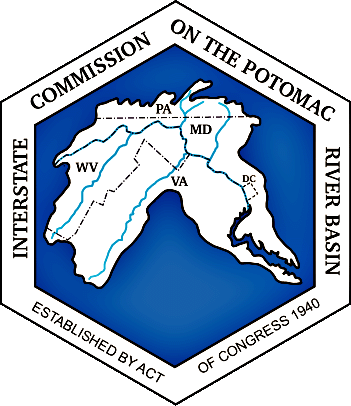 INTERSTATE
COMMISSION
ON THE POTOMAC
RIVER BASIN
PA
MD
WV
VA
DC
ESTABLISHED BY ACT
OF CONGRESS 1940